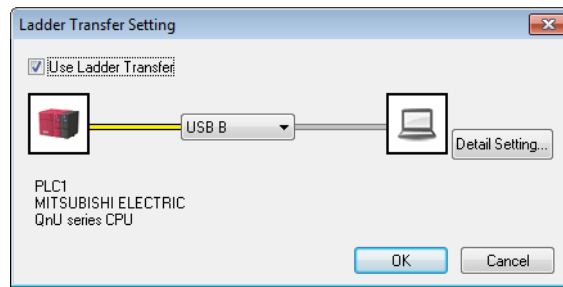 Ladder Transfer Setting
Use Ladder Transfer
USB B
Detail Setting...
PLC1
MITSUBISHI ELECTRIC
QnU series CPU
OK
Cancel